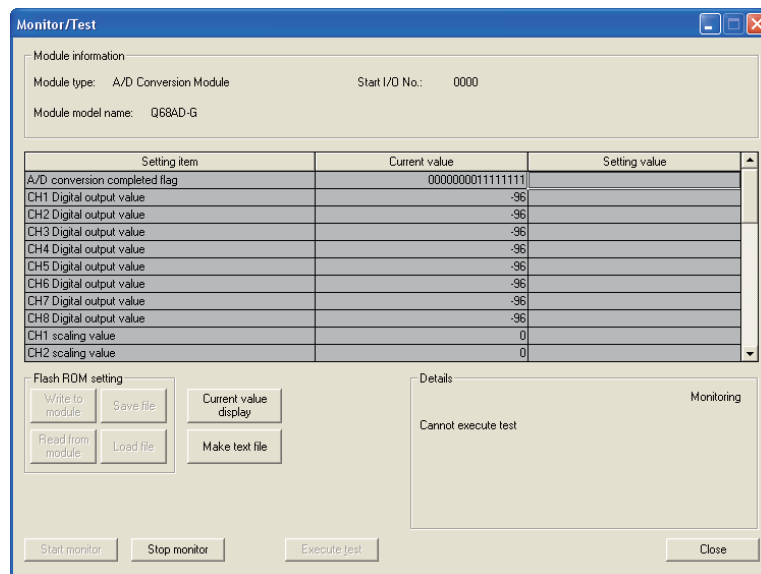 Monitor/Test
Module information
Module type: A/D Conversion Module Start I/O No.: 0000
Module model name: Q68AD-G
Setting item Current value Setting value
A/D conversion completed flag 0000000011111111
CH1 Digital output value -96
CH2 Digital output value -96
CH3 Digital output value -96
CH4 Digital output value -96
CH5 Digital output value -96
CH6 Digital output value -96
CH7 Digital output value -96
CH8 Digital output value -96
CH1 scaling value 0
CH2 scaling value 0
Flash ROM setting
Write to
module
Save file
Read from
module
Load file
Current value
display
Make text file
Details
Monitoring
Cannot execute test
Start monitor
Stop monitor
Execute test
Close